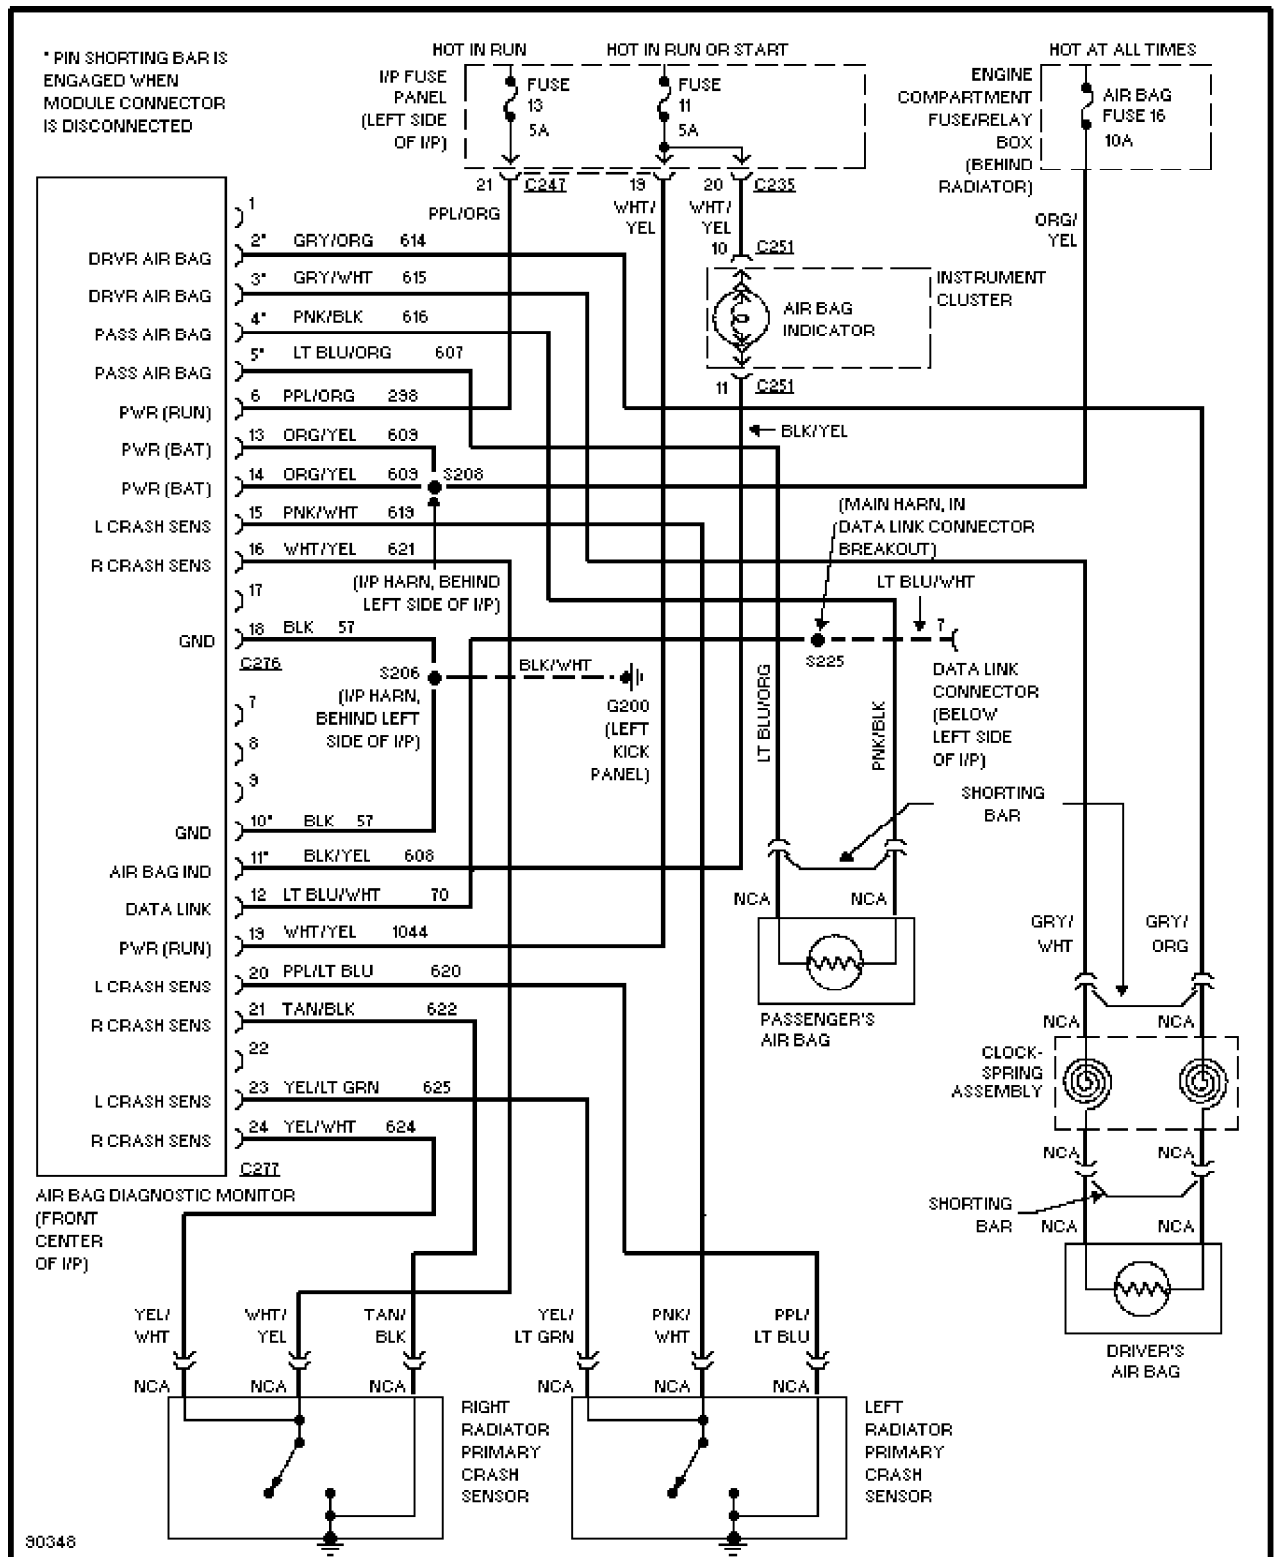 * PIN SHORTING BAR IS
ENGAGED WHEN
MODULE CONNECTOR
IS DISCONNECTED
HOT IN RUN
HOT IN RUN OR START
HOT AT ALL TIMES
I/P FUSE
PANEL
(LEFT SIDE
OF I/P)
FUSE
13
5A
FUSE
11
5A
ENGINE
COMPARTMENT
FUSE/RELAY
BOX
(BEHIND
RADIATOR)
AIR BAG
FUSE 16
10A
21 C247
19
20 C235
PPL/ORG
WHT/
YEL
WHT/
YEL
ORG/
YEL
10 C251
INSTRUMENT
CLUSTER
AIR BAG
INDICATOR
11 C251
BLK/YEL
1
DRVR AIR BAG 2* GRY/ORG 614
DRVR AIR BAG 3* GRY/WHT 615
PASS AIR BAG 4* PNK/BLK 616
PASS AIR BAG 5* LT BLU/ORG 607
PWR (RUN) 6 PPL/ORG 298
PWR (BAT) 13 ORG/YEL 609
PWR (BAT) 14 ORG/YEL 609 S208
L CRASH SENS 15 PNK/WHT 619
R CRASH SENS 16 WHT/YEL 621
17
(I/P HARN, BEHIND
LEFT SIDE OF I/P)
GND 18 BLK 57
C276
(MAIN HARN, IN
DATA LINK CONNECTOR
BREAKOUT)
LT BLU/WHT
7
S225
DATA LINK
CONNECTOR
(BELOW
LEFT SIDE
OF I/P)
S206
(I/P HARN,
BEHIND LEFT
SIDE OF I/P)
BLK/WHT
G200
(LEFT
KICK
PANEL)
LT BLU/ORG
PNK/BLK
7
8
9
GND 10* BLK 57
AIR BAG IND 11* BLK/YEL 608
DATA LINK 12 LT BLU/WHT 70
PWR (RUN) 19 WHT/YEL 1044
L CRASH SENS 20 PPL/LT BLU 620
R CRASH SENS 21 TAN/BLK 622
22
L CRASH SENS 23 YEL/LT GRN 625
R CRASH SENS 24 YEL/WHT 624
C277
AIR BAG DIAGNOSTIC MONITOR
(FRONT
CENTER
OF I/P)
SHORTING
BAR
NCA
NCA
PASSENGER'S
AIR BAG
GRY/
WHT
GRY/
ORG
NCA
NCA
CLOCK-
SPRING
ASSEMBLY
NCA
NCA
SHORTING
BAR
NCA
NCA
DRIVER'S
AIR BAG
YEL/
WHT
WHT/
YEL
TAN/
BLK
YEL/
LT GRN
PNK/
WHT
PPL/
LT BLU
NCA
NCA
NCA
NCA
NCA
NCA
RIGHT
RADIATOR
PRIMARY
CRASH
SENSOR
LEFT
RADIATOR
PRIMARY
CRASH
SENSOR
90348